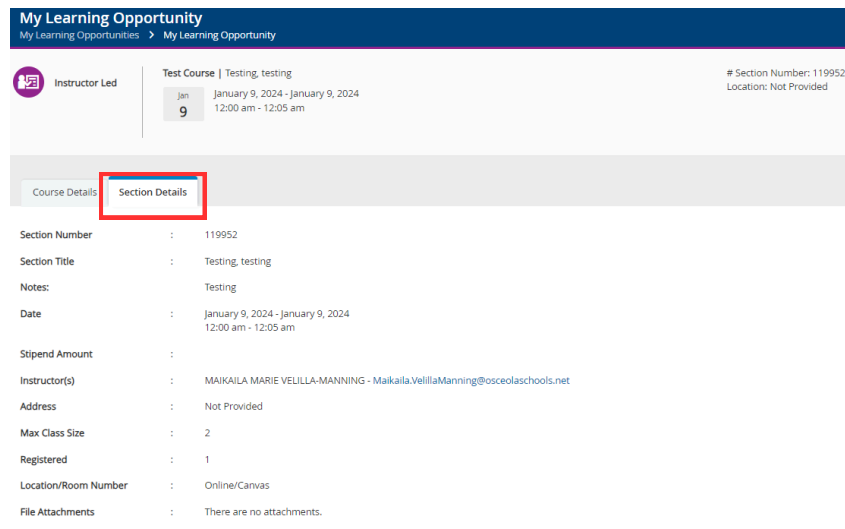 My Learning Opportunity
My Learning Opportunities > My Learning Opportunity
Instructor Led
Test Course | Testing, testing
Jan
9
January 9, 2024 - January 9, 2024
12:00 am - 12:05 am
# Section Number: 119952
Location: Not Provided
Course Details
Section Details
Section Number : 119952
Section Title : Testing, testing
Notes: Testing
Date : January 9, 2024 - January 9, 2024
12:00 am - 12:05 am
Stipend Amount :
Instructor(s) : MAIKAILA MARIE VELILLA-MANNING - Maikaila.VelillaManning@osceolaschools.net
Address : Not Provided
Max Class Size : 2
Registered : 1
Location/Room Number : Online/Canvas
File Attachments : There are no attachments.